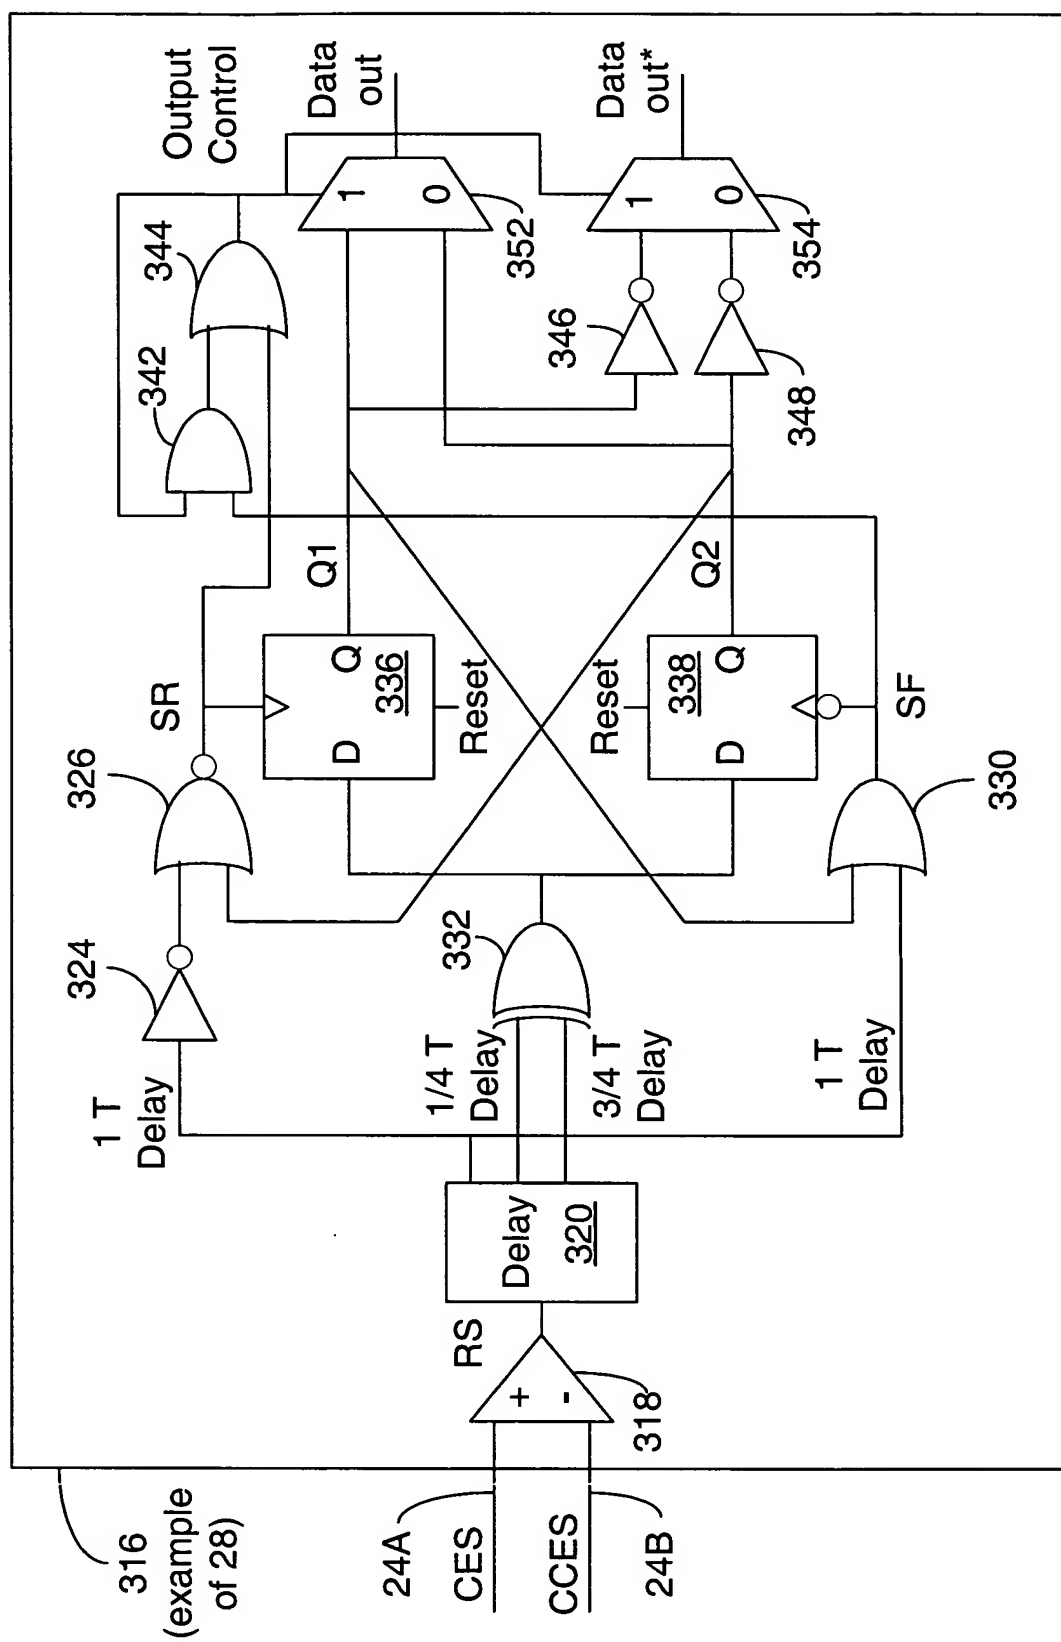 316
(example
of 28)
24A
CES
CCES
24B
RS
+
-
318
Delay
320
1 T
Delay
324
326
1/4 T
Delay
3/4 T
Delay
332
1 T
Delay
330
SR
D
Q
336
Reset
Q1
Reset
D
Q
338
Q2
SF
342
344
Output
Control
1
0
352
Data
out
346
348
1
0
354
Data
out*